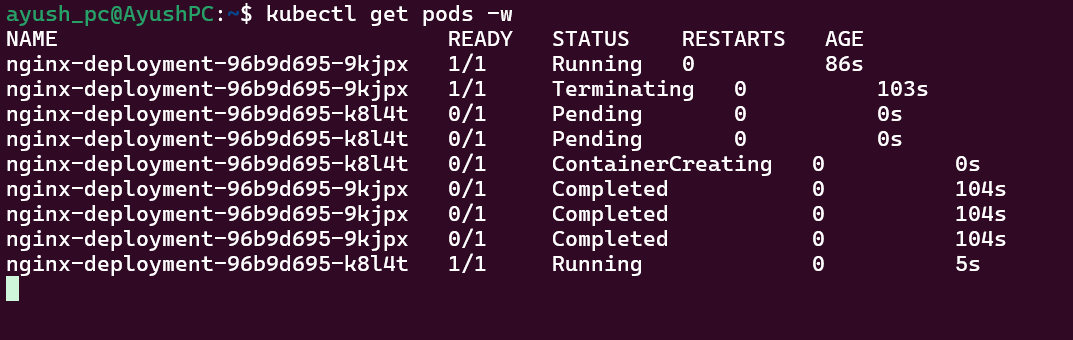 ayush_pc@AyushPC:~$ kubectl get pods -w
NAME                               READY   STATUS    RESTARTS   AGE
nginx-deployment-96b9d695-9kjpx   1/1     Running   0          86s
nginx-deployment-96b9d695-9kjpx   1/1     Terminating   0          103s
nginx-deployment-96b9d695-k8l4t   0/1     Pending       0          0s
nginx-deployment-96b9d695-k8l4t   0/1     Pending       0          0s
nginx-deployment-96b9d695-k8l4t   0/1     ContainerCreating   0          0s
nginx-deployment-96b9d695-9kjpx   0/1     Completed           0          104s
nginx-deployment-96b9d695-9kjpx   0/1     Completed           0          104s
nginx-deployment-96b9d695-9kjpx   0/1     Completed           0          104s
nginx-deployment-96b9d695-k8l4t   1/1     Running             0          5s